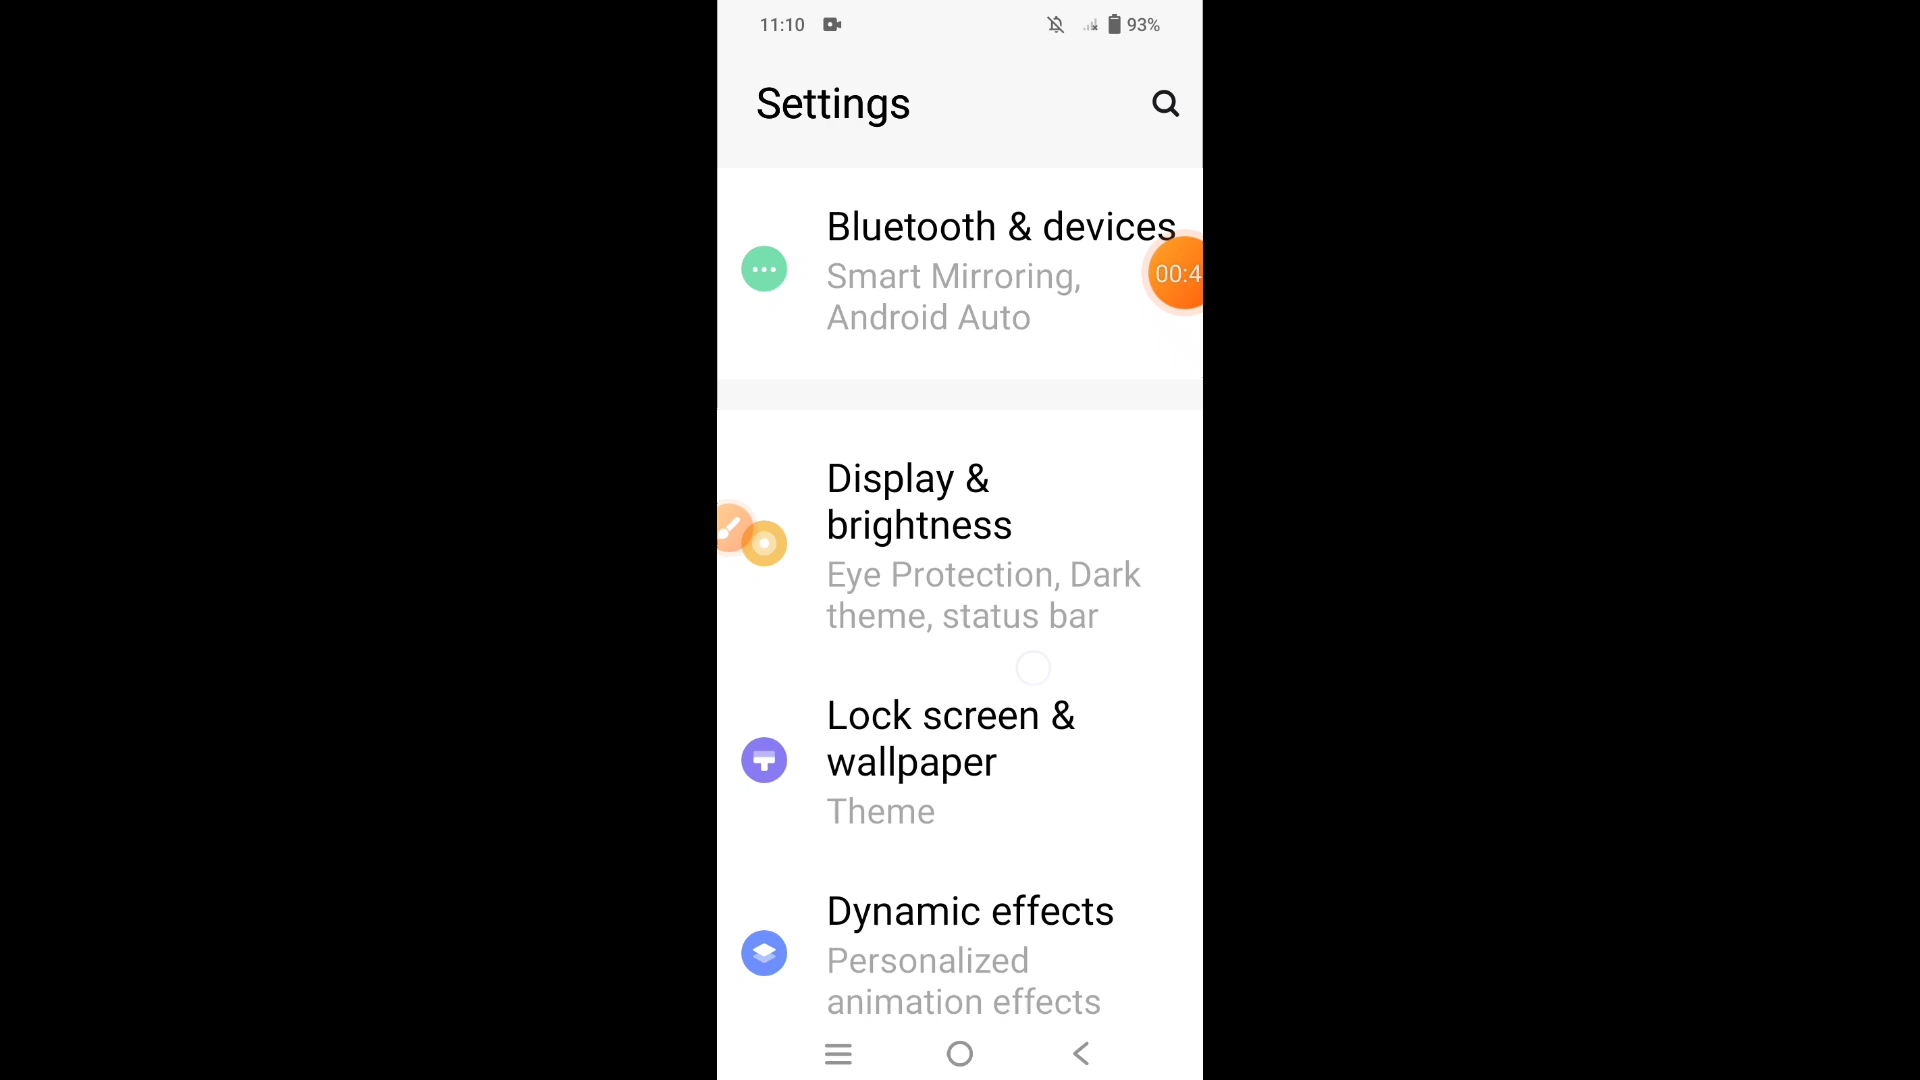 11:10 93%
Settings
Bluetooth & devices
Smart Mirroring,
Android Auto
00:4
Display &
brightness
Eye Protection, Dark
theme, status bar
Lock screen &
wallpaper
Theme
Dynamic effects
Personalized
animation effects